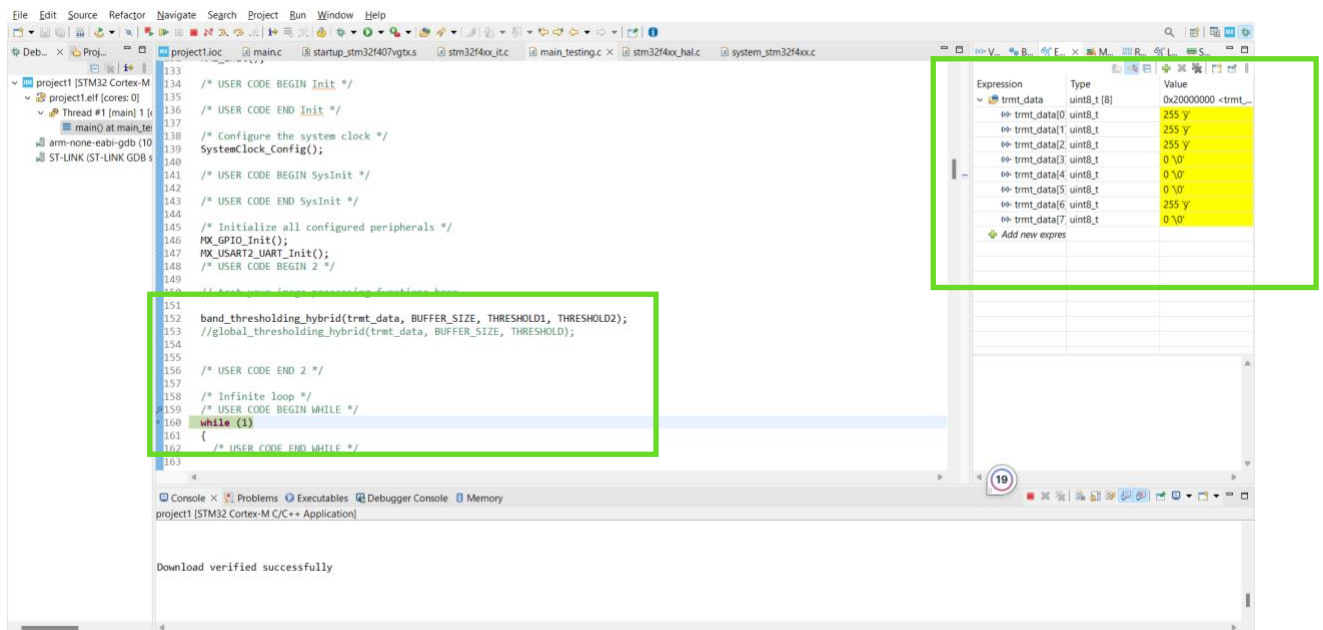 File Edit Source Refactor Navigate Search Project Run Window Help
Deb... Proj...
project1.ioc main.c startup_stm32f407vgtx.s stm32f4xx_it.c main_testing.c stm32f4xx_hal.c system_stm32f4xx.c
V... B... E... M... R... L... S...
project1 [STM32 Cortex-M
project1.elf [cores: 0]
Thread #1 [main] 1 [
main() at main_te
arm-none-eabi-gdb (10
ST-LINK (ST-LINK GDB s
133
134 /* USER CODE BEGIN Init */
135
136 /* USER CODE END Init */
137
138 /* Configure the system clock */
139 SystemClock_Config();
140
141 /* USER CODE BEGIN SysInit */
142
143 /* USER CODE END SysInit */
144
145 /* Initialize all configured peripherals */
146 MX_GPIO_Init();
147 MX_USART2_UART_Init();
148 /* USER CODE BEGIN 2 */
149
151
152 band_thresholding_hybrid(trmt_data, BUFFER_SIZE, THRESHOLD1, THRESHOLD2);
153 //global_thresholding_hybrid(trmt_data, BUFFER_SIZE, THRESHOLD);
154
155
156 /* USER CODE END 2 */
157
158 /* Infinite loop */
159 /* USER CODE BEGIN WHILE */
160 while (1)
161 {
162 /* USER CODE END WHILE */
163
Expression Type Value
trmt_data uint8_t [8] 0x20000000 <trmt_...
trmt_data[0] uint8_t 255 'ÿ'
trmt_data[1] uint8_t 255 'ÿ'
trmt_data[2] uint8_t 255 'ÿ'
trmt_data[3] uint8_t 0 '\0'
trmt_data[4] uint8_t 0 '\0'
trmt_data[5] uint8_t 0 '\0'
trmt_data[6] uint8_t 255 'ÿ'
trmt_data[7] uint8_t 0 '\0'
Add new expres
19
Console Problems Executables Debugger Console Memory
project1 [STM32 Cortex-M C/C++ Application]
Download verified successfully